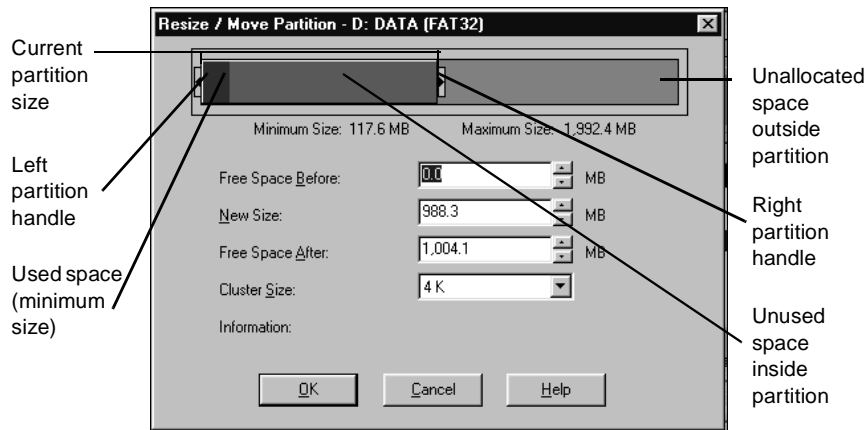 Resize / Move Partition - D: DATA (FAT32)
Current
partition
size
Left
partition
handle
Used space
(minimum
size)
Minimum Size: 117.6 MB
Maximum Size: 1,992.4 MB
Free Space Before:
0.0
MB
New Size:
988.3
MB
Free Space After:
1,004.1
MB
Cluster Size:
4 K
Information:
OK
Cancel
Help
Unallocated
space
outside
partition
Right
partition
handle
Unused
space
inside
partition